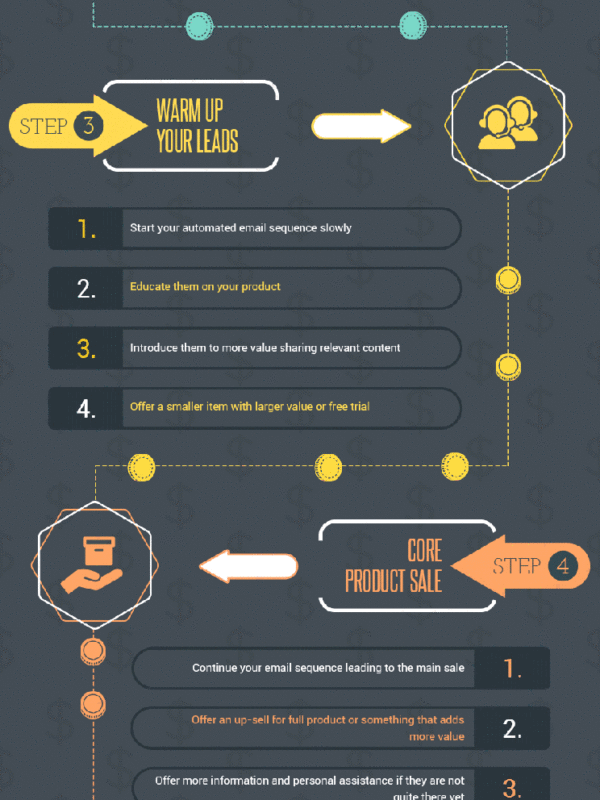 STEP 3
WARM UP
YOUR LEADS
1.
Start your automated email sequence slowly
2.
Educate them on your product
3.
Introduce them to more value sharing relevant content
4.
Offer a smaller item with larger value or free trial
CORE
PRODUCT SALE
STEP 4
Continue your email sequence leading to the main sale
1.
Offer an up-sell for full product or something that adds
more value
2.
Offer more information and personal assistance if they are not
quite there yet
3.